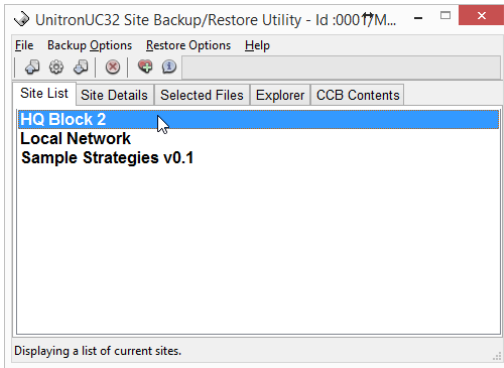 UnitronUC32 Site Backup/Restore Utility - Id :000
File Backup Options Restore Options Help
Site List Site Details Selected Files Explorer CCB Contents
HQ Block 2
Local Network
Sample Strategies v0.1
Displaying a list of current sites.